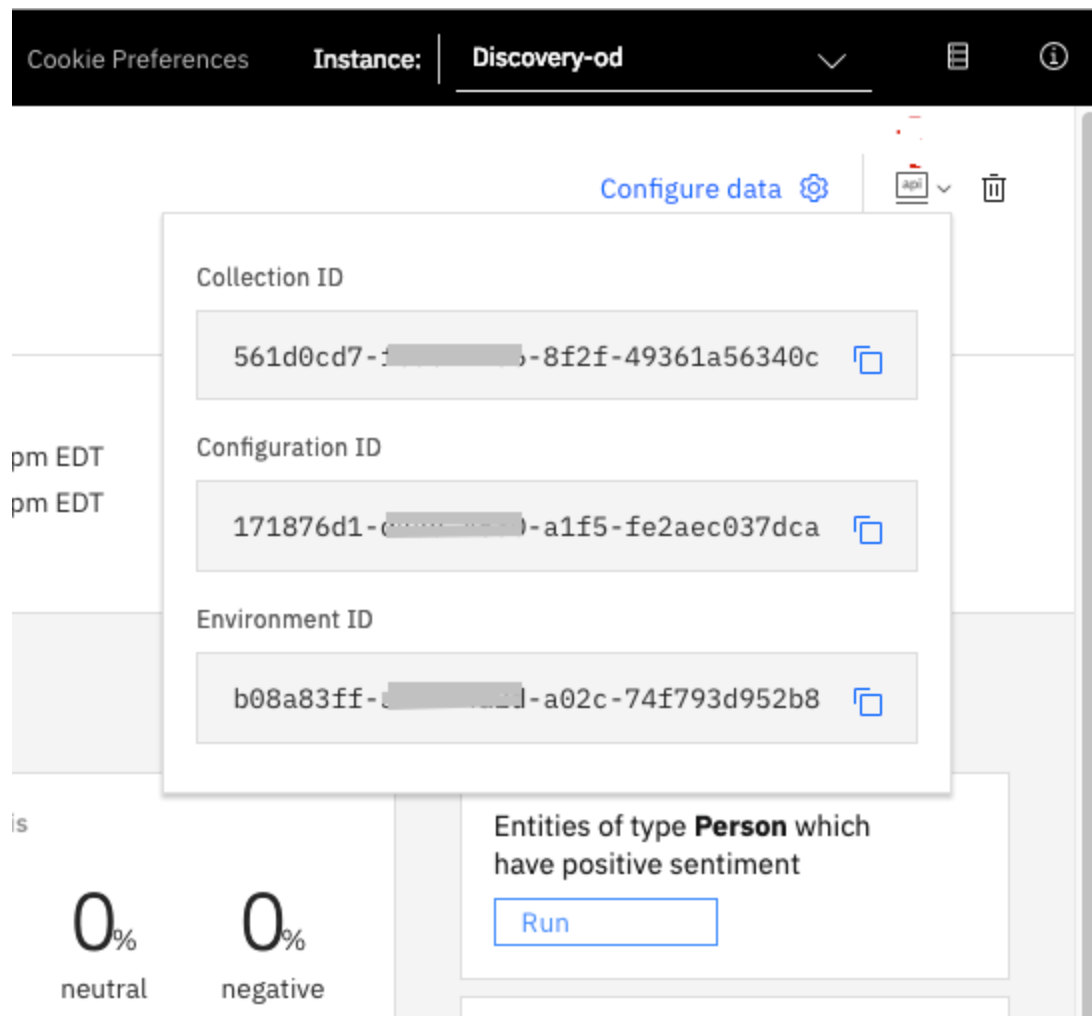 Cookie Preferences Instance: Discovery-od
Configure data api
Collection ID
561d0cd7- -8f2f-49361a56340c
Configuration ID
171876d1- -a1f5-fe2aec037dca
pm EDT
pm EDT
Environment ID
b08a83ff- -a02c-74f793d952b8
is
Entities of type Person which
have positive sentiment
Run
0% 0%
neutral negative